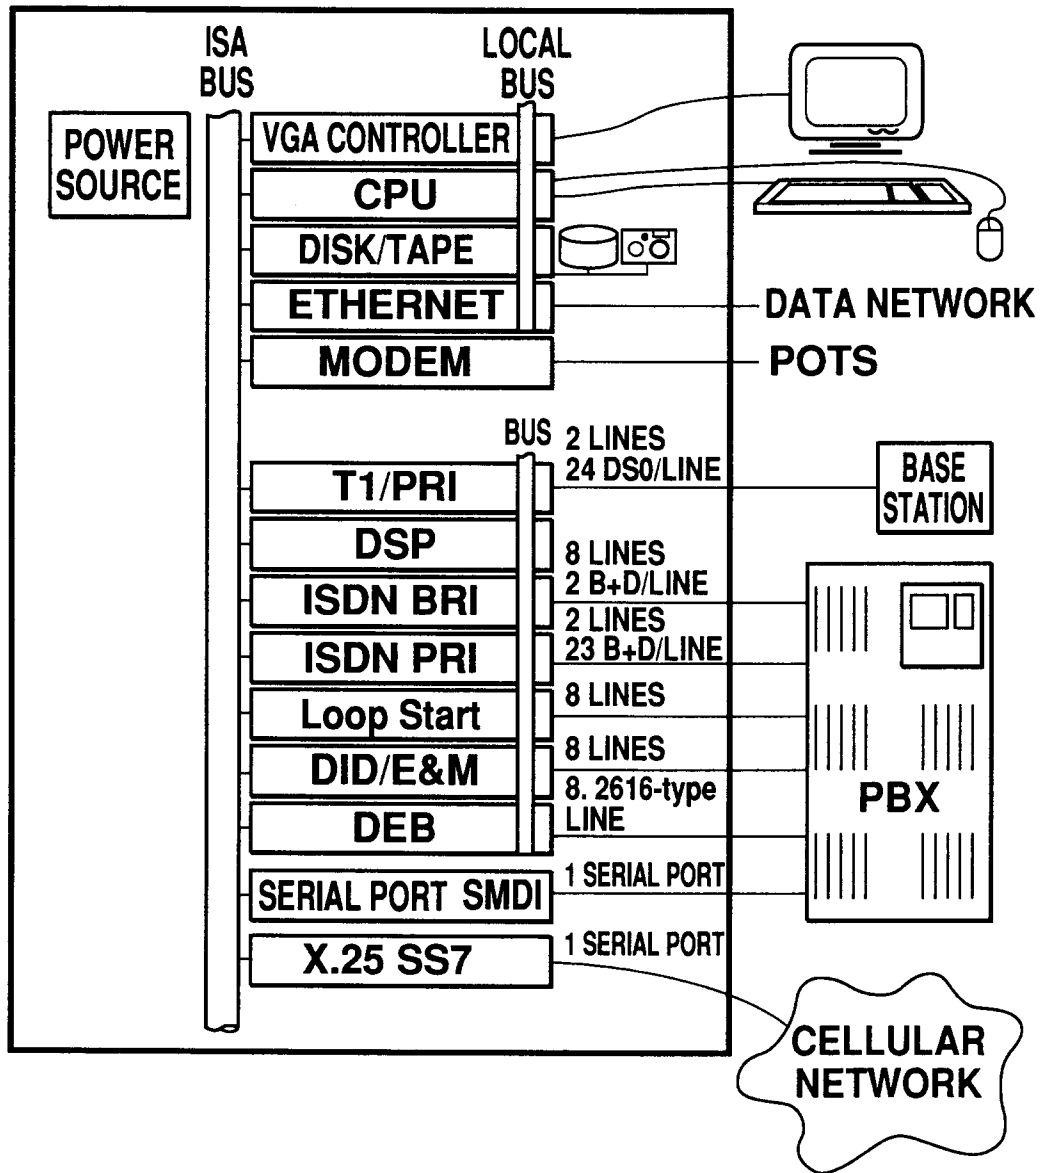 ISA
BUS
LOCAL
BUS
POWER
SOURCE
VGA CONTROLLER
CPU
DISK/TAPE
ETHERNET
DATA NETWORK
MODEM
POTS
BUS
2 LINES
24 DS0/LINE
T1/PRI
BASE
STATION
DSP
8 LINES
2 B+D/LINE
ISDN BRI
2 LINES
23 B+D/LINE
ISDN PRI
8 LINES
Loop Start
8 LINES
DID/E&M
8. 2616-type
LINE
DEB
PBX
1 SERIAL PORT
SERIAL PORT SMDI
1 SERIAL PORT
X.25 SS7
CELLULAR
NETWORK